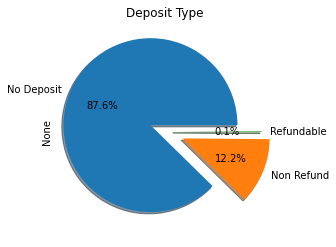 Deposit Type
No Deposit
87.6%
None
0.1%
Refundable
12.2%
Non Refund